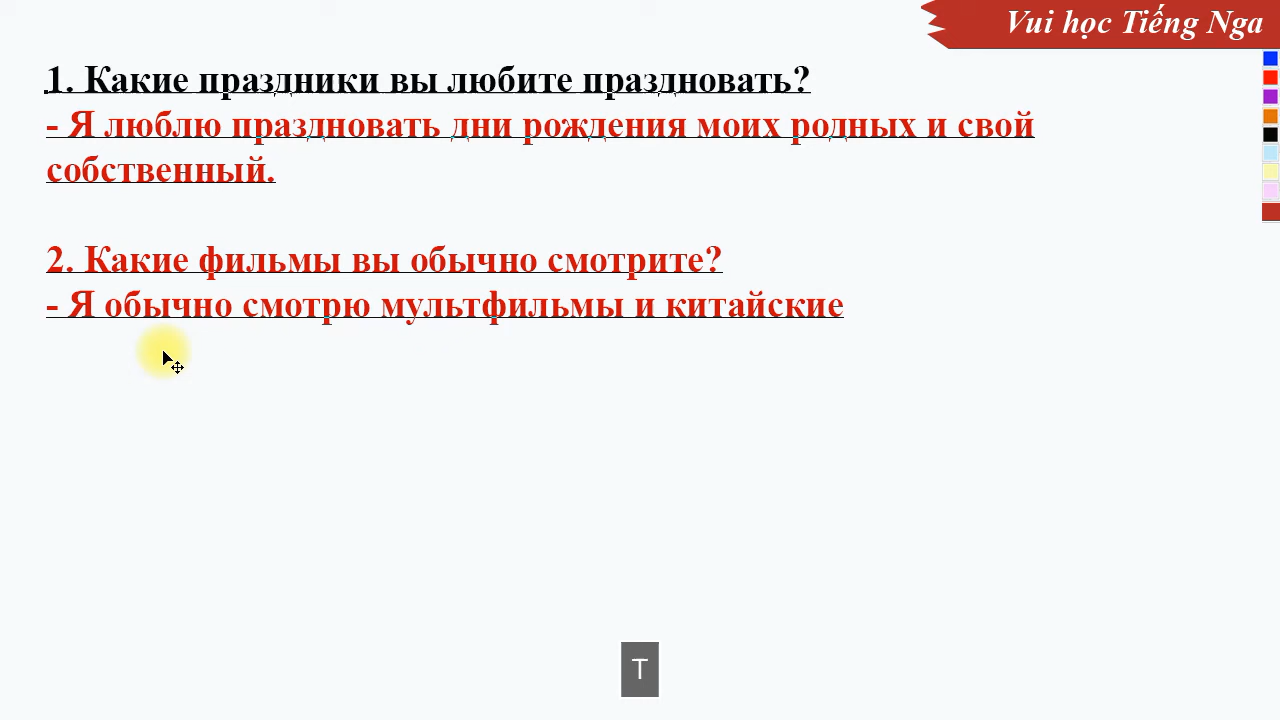 Vui học Tiếng Nga
1. Какие праздники вы любите праздновать?
- Я люблю праздновать дни рождения моих родных и свой
собственный.
2. Какие фильмы вы обычно смотрите?
- Я обычно смотрю мультфильмы и китайские
T